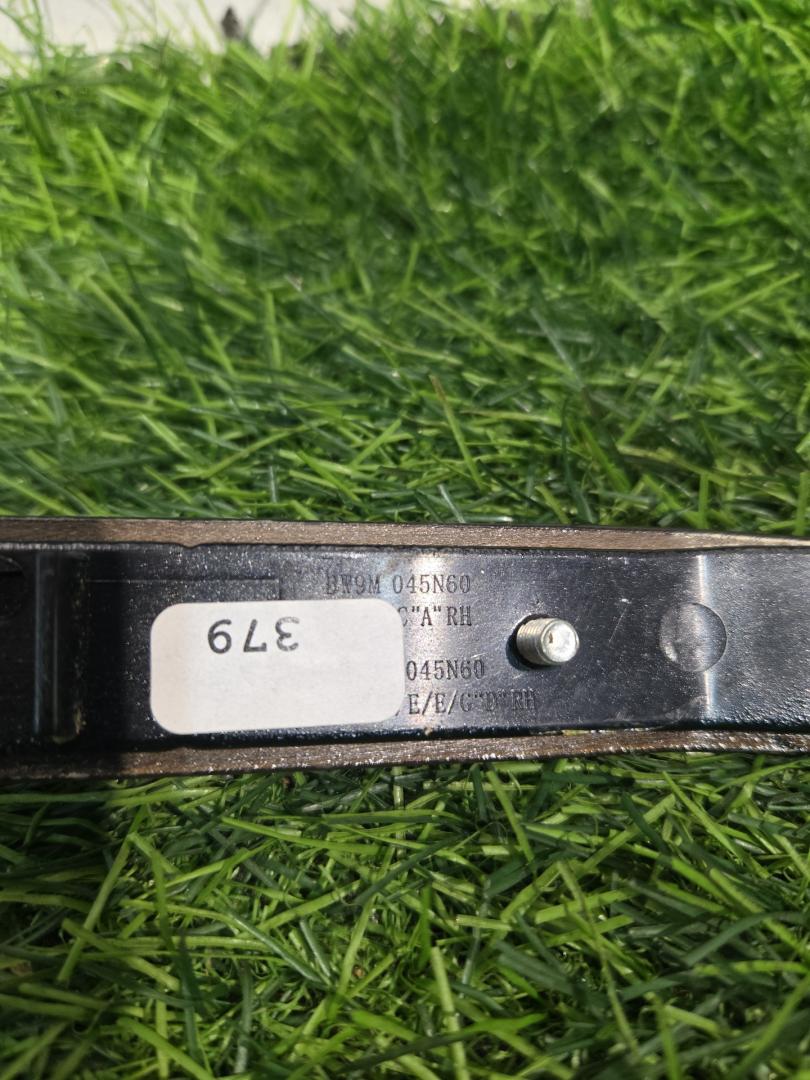 BW9M 045N60
C"A" RH
379
045N60
E/E/G"D" RH